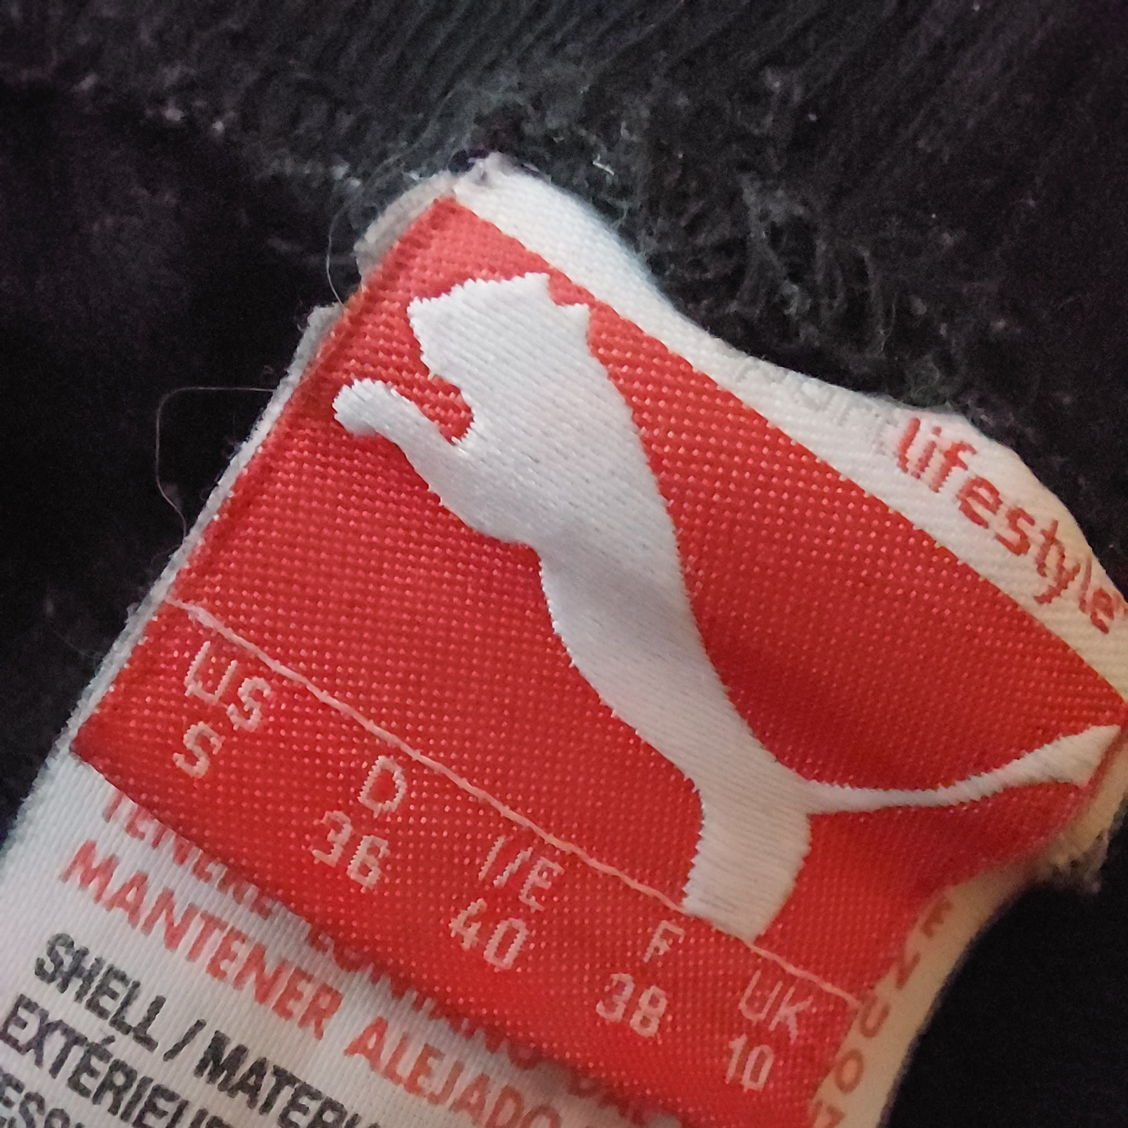 lifestyle
US D I/E F UK
S 36 40 38 10
MANTENER ALEJADO
SHELL / MATER
EXTÉRIEU